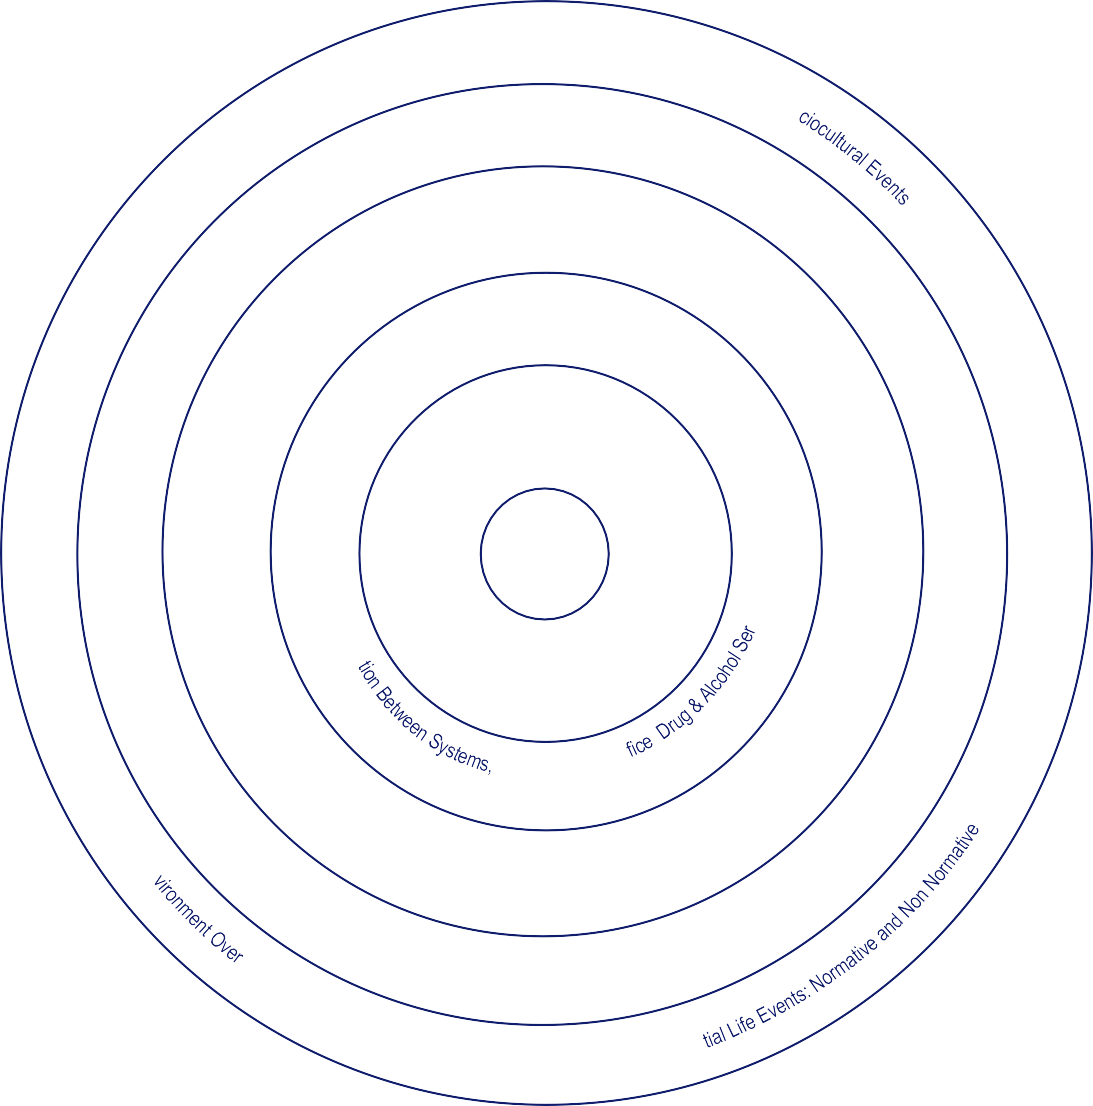 ciocultural Events
tion Between Systems,
fice Drug & Alcohol Ser
vironment Over
tial Life Events: Normative and Non Normative